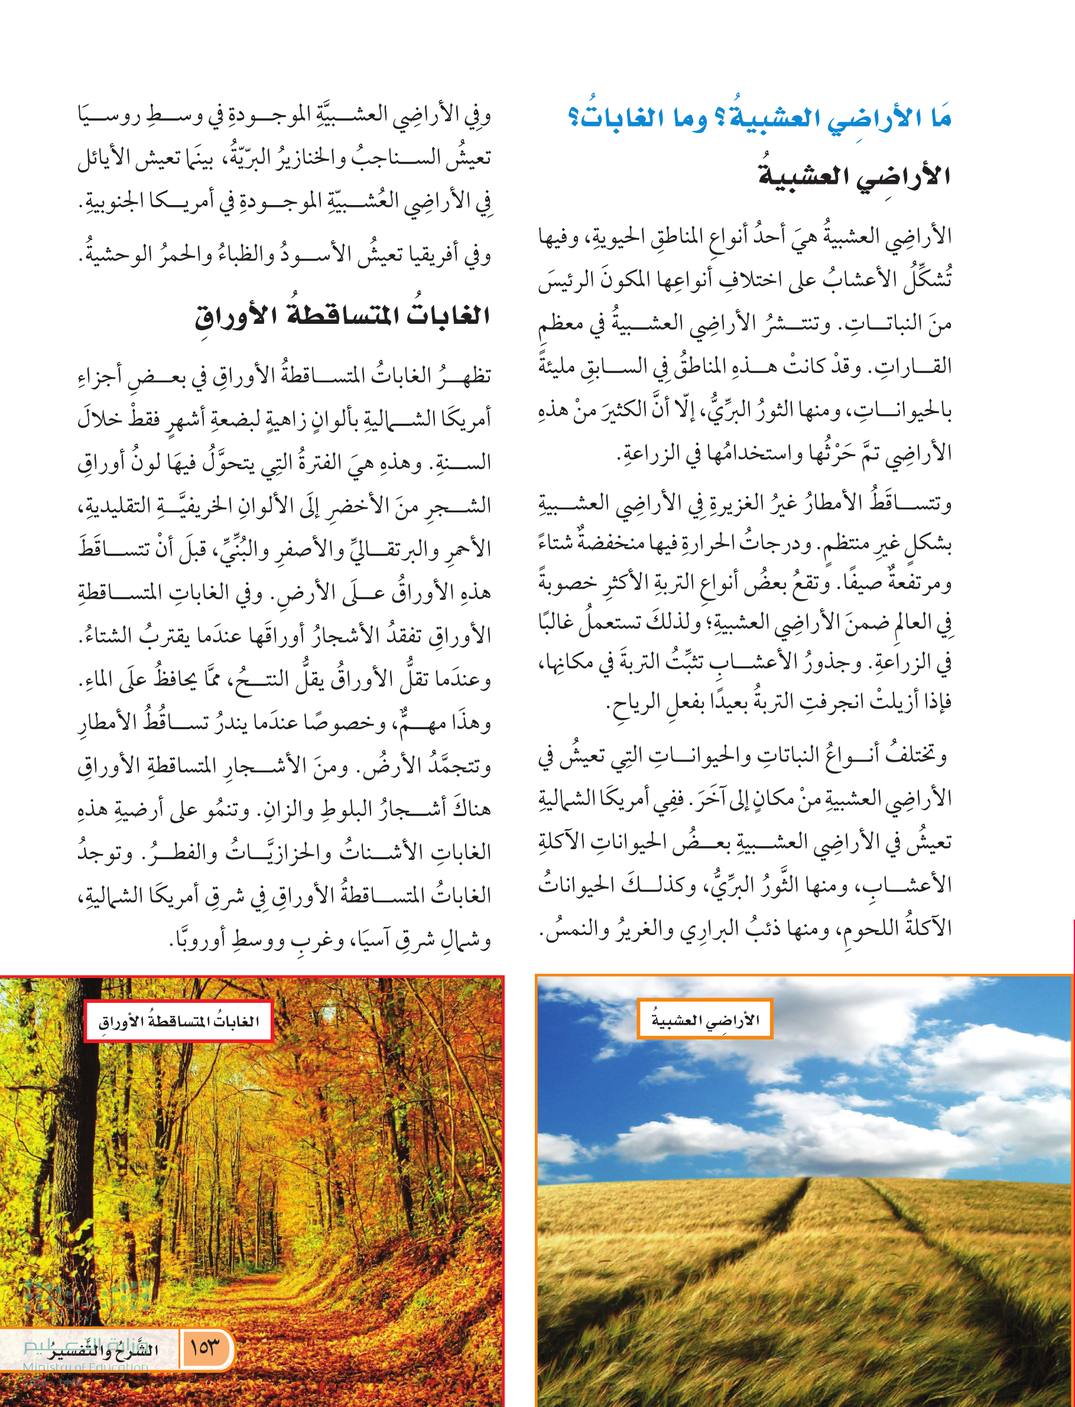 مَا الأراضِي العشبيةُ؟ وما الغاباتُ؟
الأراضِي العشبيةُ
الأراضِي العشبيةُ هيَ أحدُ أنواعِ المناطقِ الحيويةِ، وفيها
تُشكِّلُ الأعشابُ على اختلافِ أنواعِها المكونَ الرئيسَ
منَ النباتاتِ. وتنتشرُ الأراضِي العشبيةُ في معظمِ
القاراتِ. وقدْ كانتْ هذهِ المناطقُ فِي السابقِ مليئةً
بالحيواناتِ، ومنها الثورُ البرِّيُّ، إلّا أنَّ الكثيرَ منْ هذهِ
الأراضِي تمَّ حَرْثُها واستخدامُها في الزراعةِ.
وتتساقَطُ الأمطارُ غيرُ الغزيرةِ فِي الأراضِي العشبيةِ
بشكلٍ غيرِ منتظمٍ. ودرجاتُ الحرارةِ فيها منخفضةٌ شتاءً
ومرتفعةٌ صيفًا. وتقعُ بعضُ أنواعِ التربةِ الأكثرِ خصوبةً
فِي العالمِ ضمنَ الأراضِي العشبيةِ؛ ولذلكَ تستعملُ غالبًا
في الزراعةِ. وجذورُ الأعشابِ تثبِّتُ التربةَ في مكانِها،
فإذا أزيلتْ انجرفتِ التربةُ بعيدًا بفعلِ الرياحِ.
وتختلفُ أنواعُ النباتاتِ والحيواناتِ التِي تعيشُ في
الأراضِي العشبيةِ منْ مكانٍ إلى آخَرَ. ففِي أمريكَا الشماليةِ
تعيشُ في الأراضِي العشبيةِ بعضُ الحيواناتِ الآكلةِ
الأعشابِ، ومنها الثَّورُ البرِّيُّ، وكذلكَ الحيواناتُ
الآكلةُ اللحومِ، ومنها ذئبُ البرارِي والغريرُ والنمسُ.
وفِي الأراضِي العشبيَّةِ الموجودةِ في وسطِ روسيَا
تعيشُ السناجبُ والخنازيرُ البرّيّةُ، بينَما تعيش الأيائل
فِي الأراضِي العُشبيّةِ الموجودةِ في أمريكا الجنوبيةِ.
وفي أفريقيا تعيشُ الأسودُ والظباءُ والحمرُ الوحشيةُ.
الغاباتُ المتساقطةُ الأوراقِ
تظهرُ الغاباتُ المتساقطةُ الأوراقِ في بعضِ أجزاءِ
أمريكَا الشماليةِ بألوانٍ زاهيةٍ لبضعةِ أشهرٍ فقطْ خلالَ
السنةِ. وهذهِ هيَ الفترةُ التِي يتحوَّلُ فيهَا لونُ أوراقِ
الشجرِ منَ الأخضرِ إلَى الألوانِ الخريفيَّةِ التقليديةِ،
الأحمرِ والبرتقاليِّ والأصفرِ والبُنِّيِّ، قبلَ أنْ تتساقَطَ
هذهِ الأوراقُ علَى الأرضِ. وفي الغاباتِ المتساقطةِ
الأوراقِ تفقدُ الأشجارُ أوراقَها عندَما يقتربُ الشتاءُ.
وعندَما تقلُّ الأوراقُ يقلُّ النتحُ، ممَّا يحافظُ علَى الماءِ.
وهذَا مهمٌّ، وخصوصًا عندَما يندرُ تساقُطُ الأمطارِ
وتتجمَّدُ الأرضُ. ومنَ الأشجارِ المتساقطةِ الأوراقِ
هناكَ أشجارُ البلوطِ والزانِ. وتنمُو على أرضيةِ هذهِ
الغاباتِ الأشناتُ والحزازيَّاتُ والفطرُ. وتوجدُ
الغاباتُ المتساقطةُ الأوراقِ فِي شرقِ أمريكَا الشماليةِ،
وشمالِ شرقِ آسيَا، وغربِ ووسطِ أوروبَّا.
الأراضِي العشبيةُ
الغاباتُ المتساقطةُ الأوراقِ
وزارة التعليم
Ministry of Education
الشَّرحُ والتَّفسيرُ ١٥٣